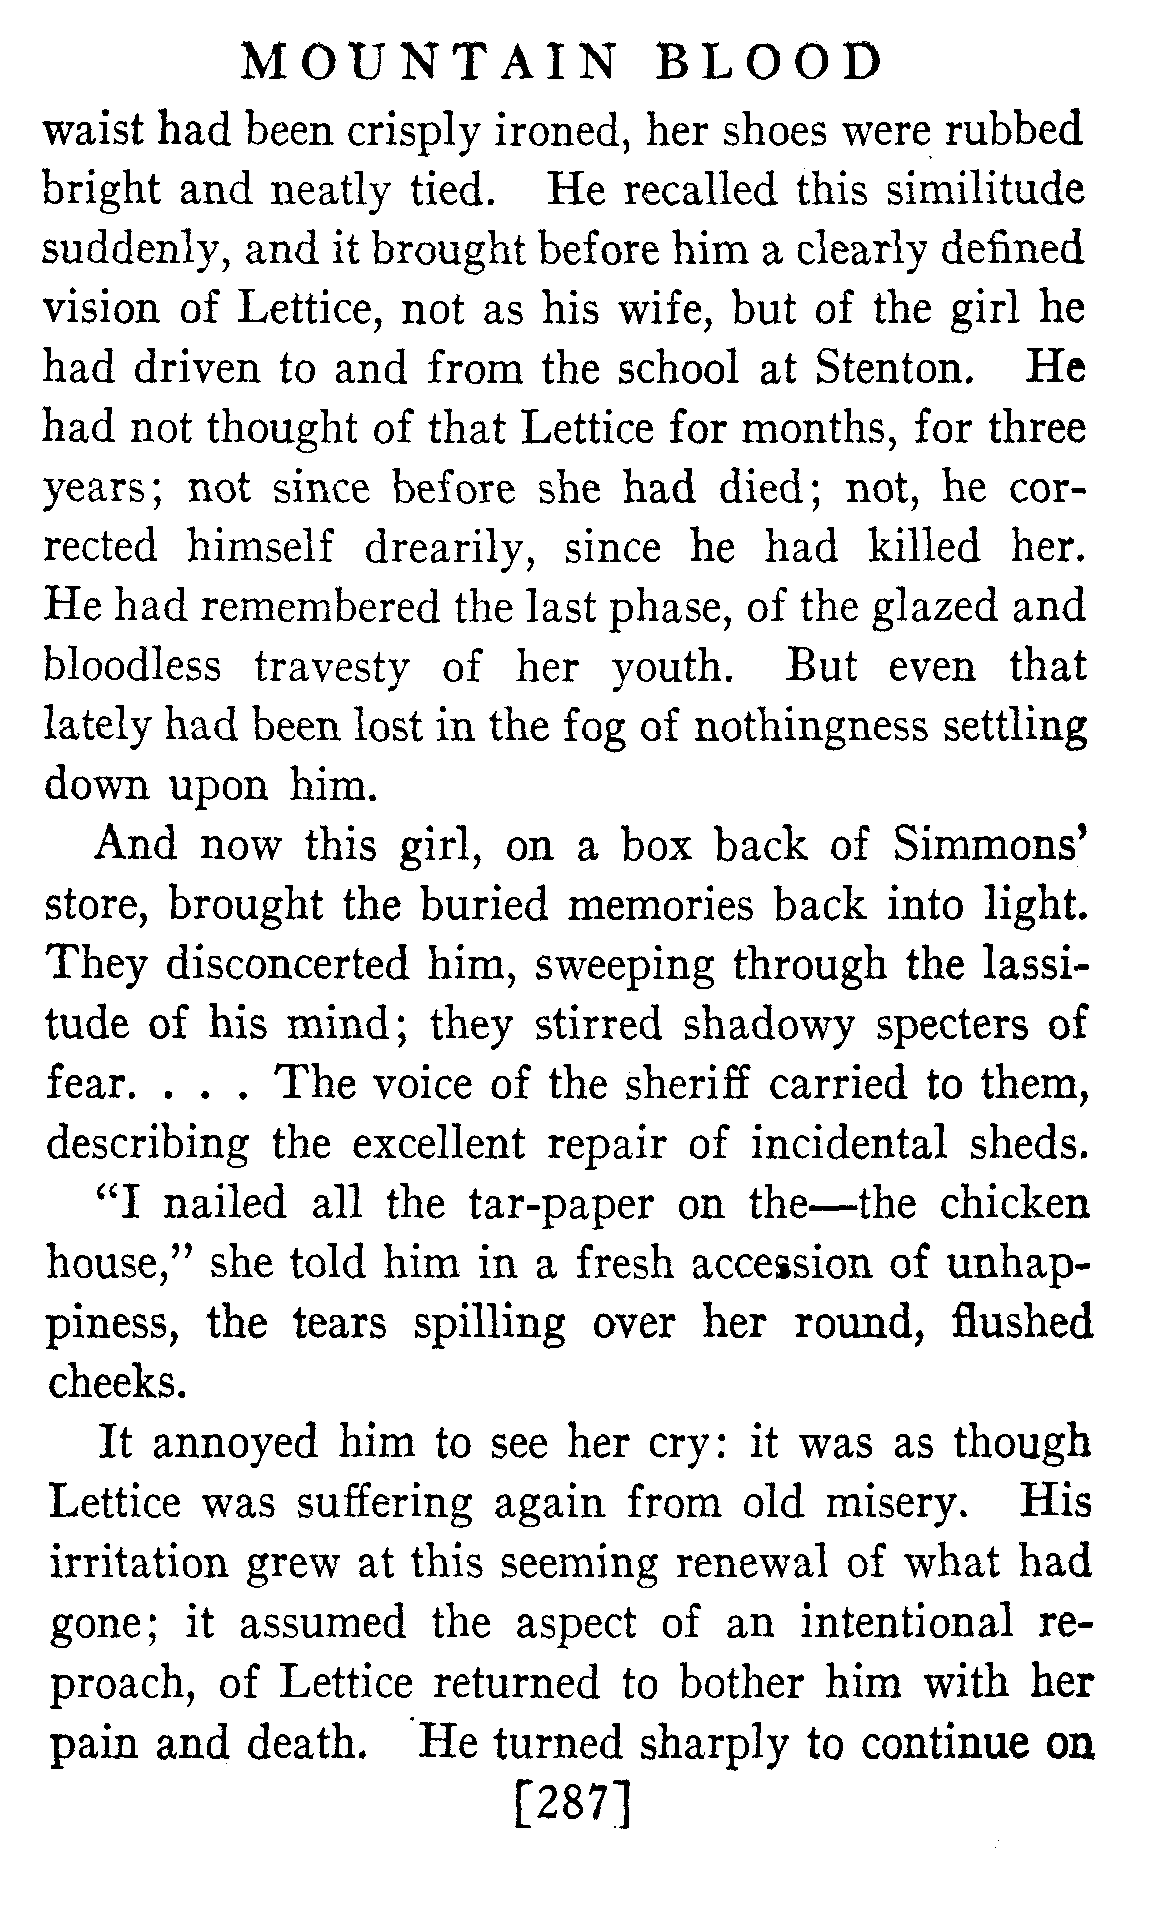 MOUNTAIN BLOOD
waist had been crisply ironed, her shoes were rubbed
bright and neatly tied. He recalled this similitude
suddenly, and it brought before him a clearly defined
vision of Lettice, not as his wife, but of the girl he
had driven to and from the school at Stenton. He
had not thought of that Lettice for months, for three
years; not since before she had died; not, he cor-
rected himself drearily, since he had killed her.
He had remembered the last phase, of the glazed and
bloodless travesty of her youth. But even that
lately had been lost in the fog of nothingness settling
down upon him.
And now this girl, on a box back of Simmons'
store, brought the buried memories back into light.
They disconcerted him, sweeping through the lassi-
tude of his mind; they stirred shadowy specters of
fear. . . . The voice of the sheriff carried to them,
describing the excellent repair of incidental sheds.
“I nailed all the tar-paper on the—the chicken
house,” she told him in a fresh accession of unhap-
piness, the tears spilling over her round, flushed
cheeks.
It annoyed him to see her cry: it was as though
Lettice was suffering again from old misery. His
irritation grew at this seeming renewal of what had
gone; it assumed the aspect of an intentional re-
proach, of Lettice returned to bother him with her
pain and death. He turned sharply to continue on
[287]